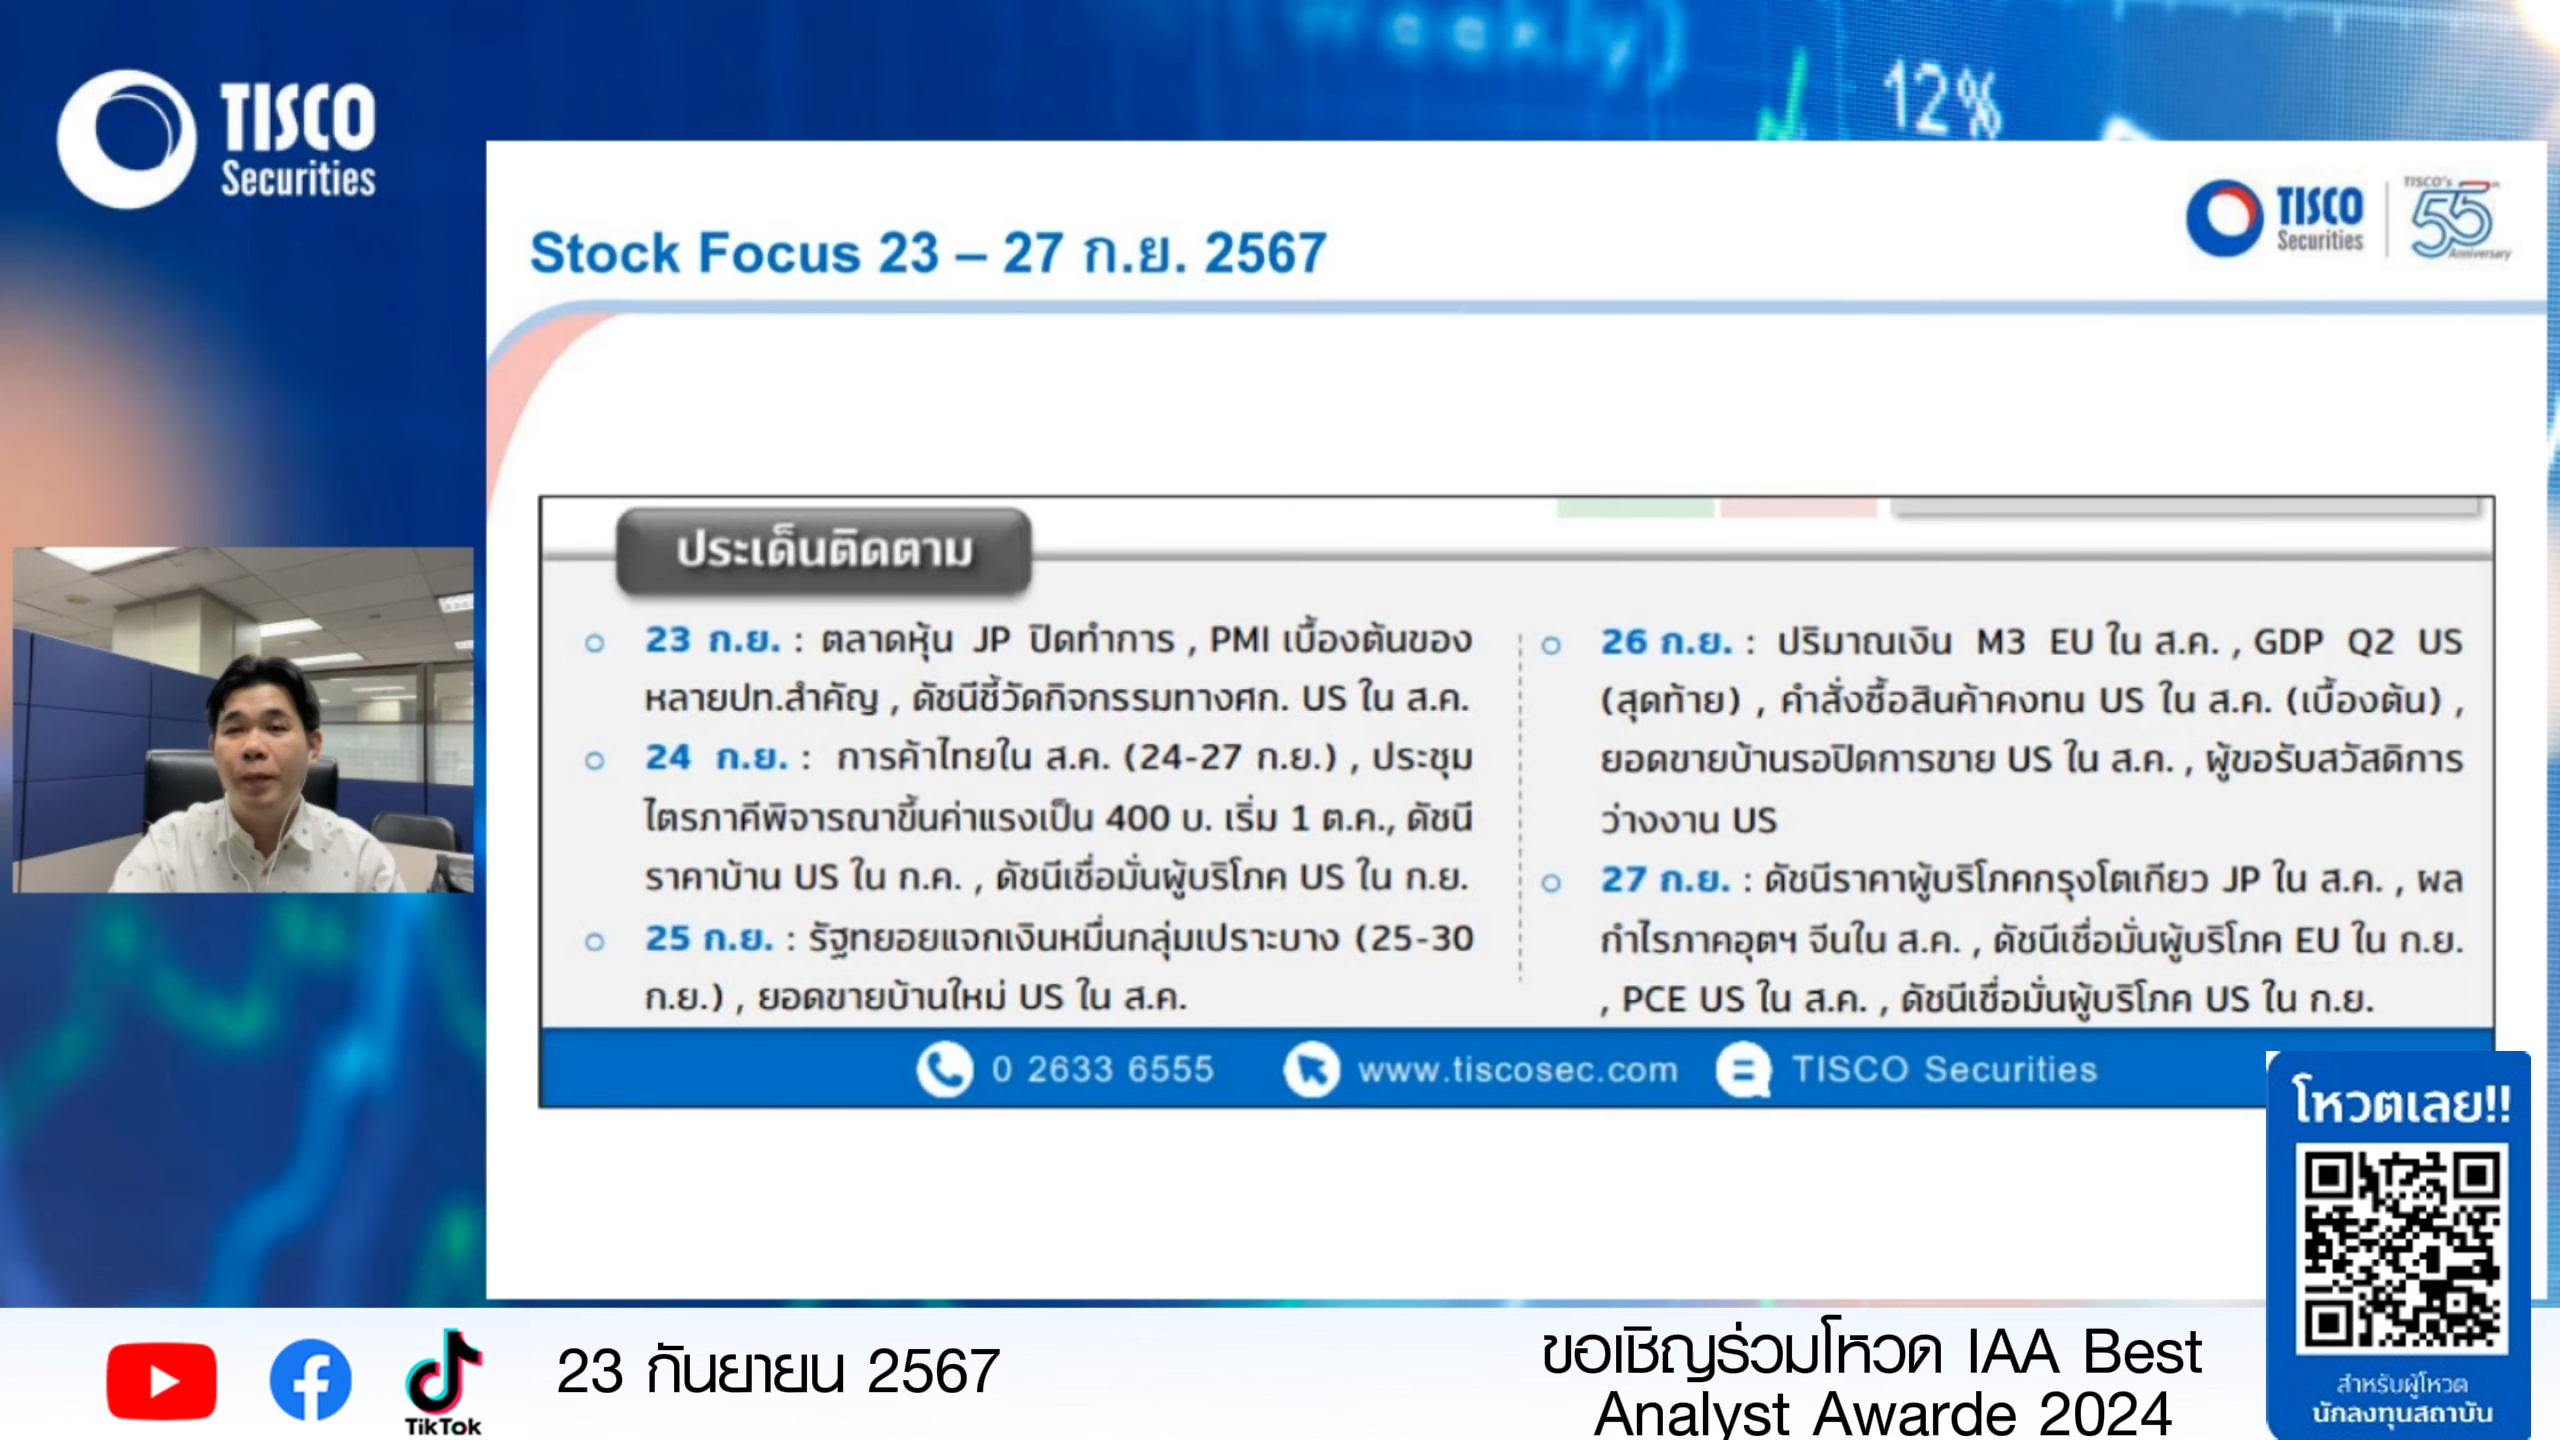 (Weekly)
12%
TISCO
Securities
TISCO
Securities
TISCO's
55th
Anniversary
Stock Focus 23 – 27 ก.ย. 2567
ประเด็นติดตาม
23 ก.ย. : ตลาดหุ้น JP ปิดทำการ , PMI เบื้องต้นของ
หลายปท.สำคัญ , ดัชนีชี้วัดกิจกรรมทางศก. US ใน ส.ค.
24 ก.ย. : การค้าไทยใน ส.ค. (24-27 ก.ย.) , ประชุม
ไตรภาคีพิจารณาขึ้นค่าแรงเป็น 400 บ. เริ่ม 1 ต.ค., ดัชนี
ราคาบ้าน US ใน ก.ค. , ดัชนีเชื่อมั่นผู้บริโภค US ใน ก.ย.
25 ก.ย. : รัฐทยอยแจกเงินหมื่นกลุ่มเปราะบาง (25-30
ก.ย.) , ยอดขายบ้านใหม่ US ใน ส.ค.
26 ก.ย. : ปริมาณเงิน M3 EU ใน ส.ค. , GDP Q2 US
(สุดท้าย) , คำสั่งซื้อสินค้าคงทน US ใน ส.ค. (เบื้องต้น) ,
ยอดขายบ้านรอปิดการขาย US ใน ส.ค. , ผู้ขอรับสวัสดิการ
ว่างงาน US
27 ก.ย. : ดัชนีราคาผู้บริโภคกรุงโตเกียว JP ใน ส.ค. , ผล
กำไรภาคอุตฯ จีนใน ส.ค. , ดัชนีเชื่อมั่นผู้บริโภค EU ใน ก.ย.
, PCE US ใน ส.ค. , ดัชนีเชื่อมั่นผู้บริโภค US ใน ก.ย.
0 2633 6555 www.tiscosec.com TISCO Securities
โหวตเลย!!
สำหรับผู้โหวต
นักลงทุนสถาบัน
TikTok
23 กันยายน 2567
ขอเชิญร่วมโหวด IAA Best
Analyst Awarde 2024